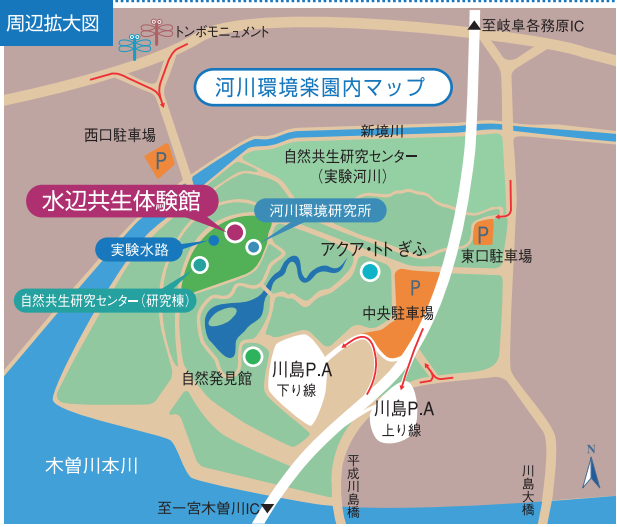 周辺拡大図
トンボモニュメント
▲至岐阜各務原IC
河川環境楽園内マップ
新境川
西口駐車場
P
自然共生研究センター
(実験河川)
水辺共生体験館
河川環境研究所
実験水路
アクア・トト ぎふ
P
東口駐車場
自然共生研究センター(研究棟)
P
中央駐車場
自然発見館
川島P.A
下り線
川島P.A
上り線
木曽川本川
平成川島橋
川島大橋
N
至一宮木曽川IC▼